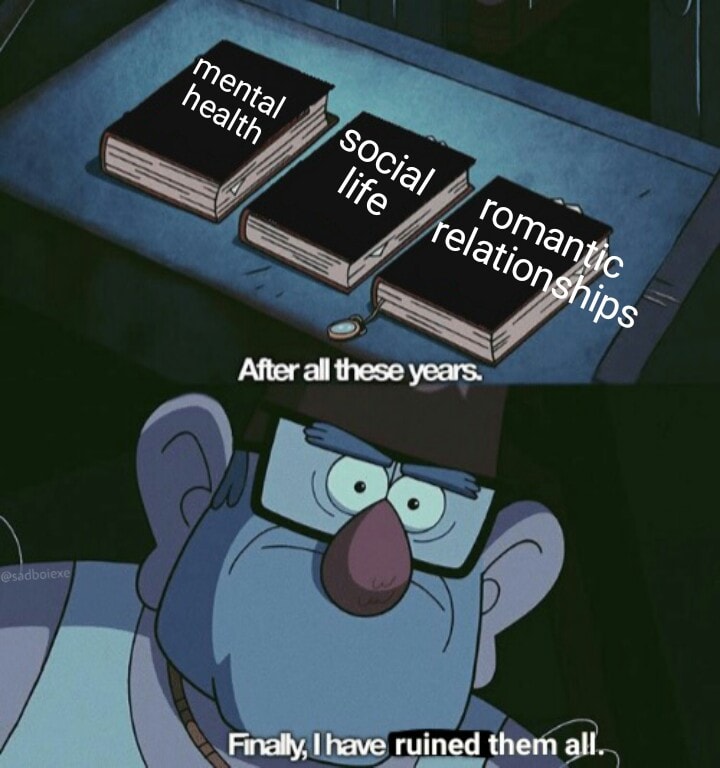 mental
health
social
life
romantic
relationships
After all these years.
@sadboiexe
Finally, I have ruined them all.